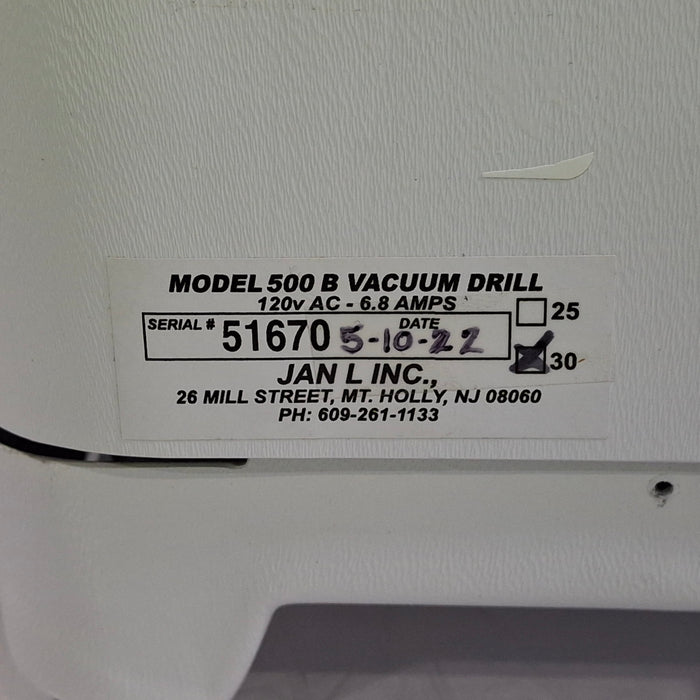 MODEL 500 B VACUUM DRILL
120v AC - 6.8 AMPS
25
SERIAL # 51670 DATE 5-10-22
30
JAN L INC.,
26 MILL STREET, MT. HOLLY, NJ 08060
PH: 609-261-1133